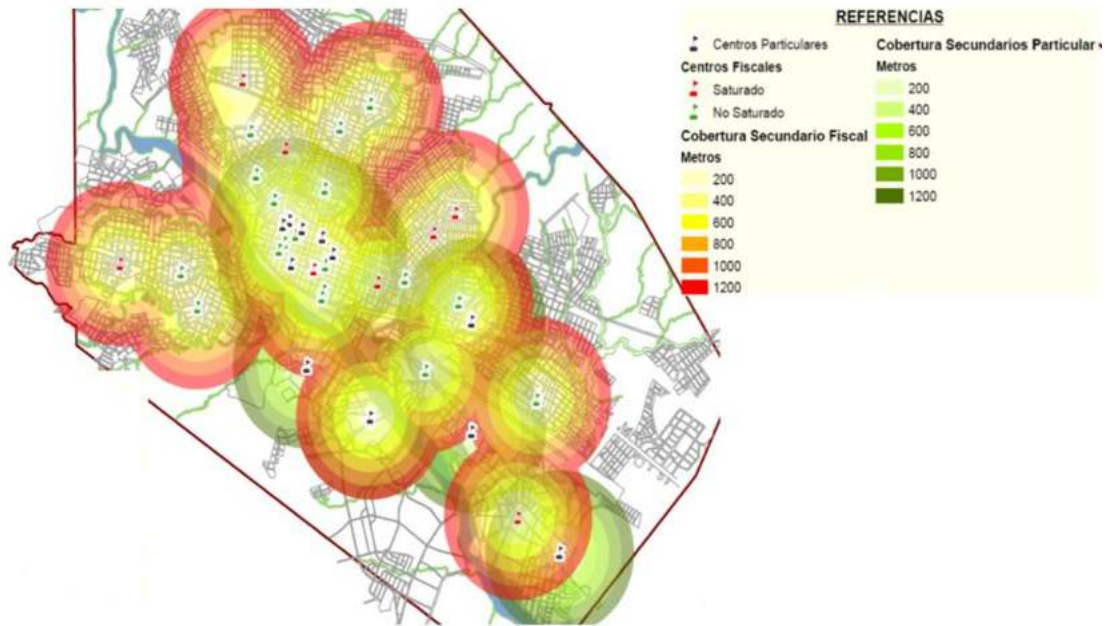 REFERENCIAS
Centros Particulares
Centros Fiscales
Saturado
No Saturado
Cobertura Secundario Fiscal
Metros
200
400
600
800
1000
1200
Cobertura Secundarios Particular
Metros
200
400
600
800
1000
1200